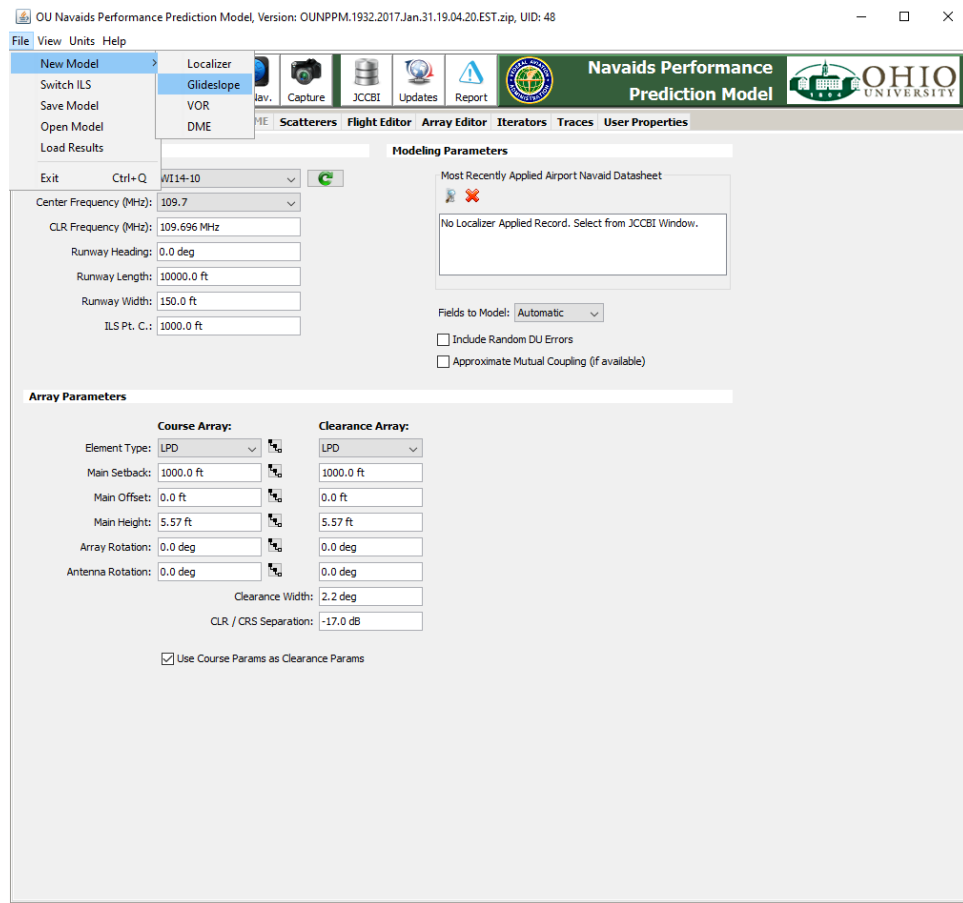 OU Navaids Performance Prediction Model, Version: OUNPPM.1932.2017.Jan.31.19.04.20.EST.zip, UID: 48
File View Units Help
New Model
Switch ILS
Save Model
Open Model
Load Results
Exit Ctrl+Q
Localizer
Glideslope
VOR
DME
Nav. Capture JCCBI Updates Report
FEDERAL AVIATION ADMINISTRATION
Navaids Performance
Prediction Model
OHIO
UNIVERSITY
1804
ME Scatterers Flight Editor Array Editor Iterators Traces User Properties
WI14-10
Center Frequency (MHz): 109.7
CLR Frequency (MHz): 109.696 MHz
Runway Heading: 0.0 deg
Runway Length: 10000.0 ft
Runway Width: 150.0 ft
ILS Pt. C.: 1000.0 ft
Modeling Parameters
Most Recently Applied Airport Navaid Datasheet
No Localizer Applied Record. Select from JCCBI Window.
Fields to Model: Automatic
Include Random DU Errors
Approximate Mutual Coupling (if available)
Array Parameters
Course Array: Clearance Array:
Element Type: LPD LPD
Main Setback: 1000.0 ft 1000.0 ft
Main Offset: 0.0 ft 0.0 ft
Main Height: 5.57 ft 5.57 ft
Array Rotation: 0.0 deg 0.0 deg
Antenna Rotation: 0.0 deg 0.0 deg
Clearance Width: 2.2 deg
CLR / CRS Separation: -17.0 dB
Use Course Params as Clearance Params